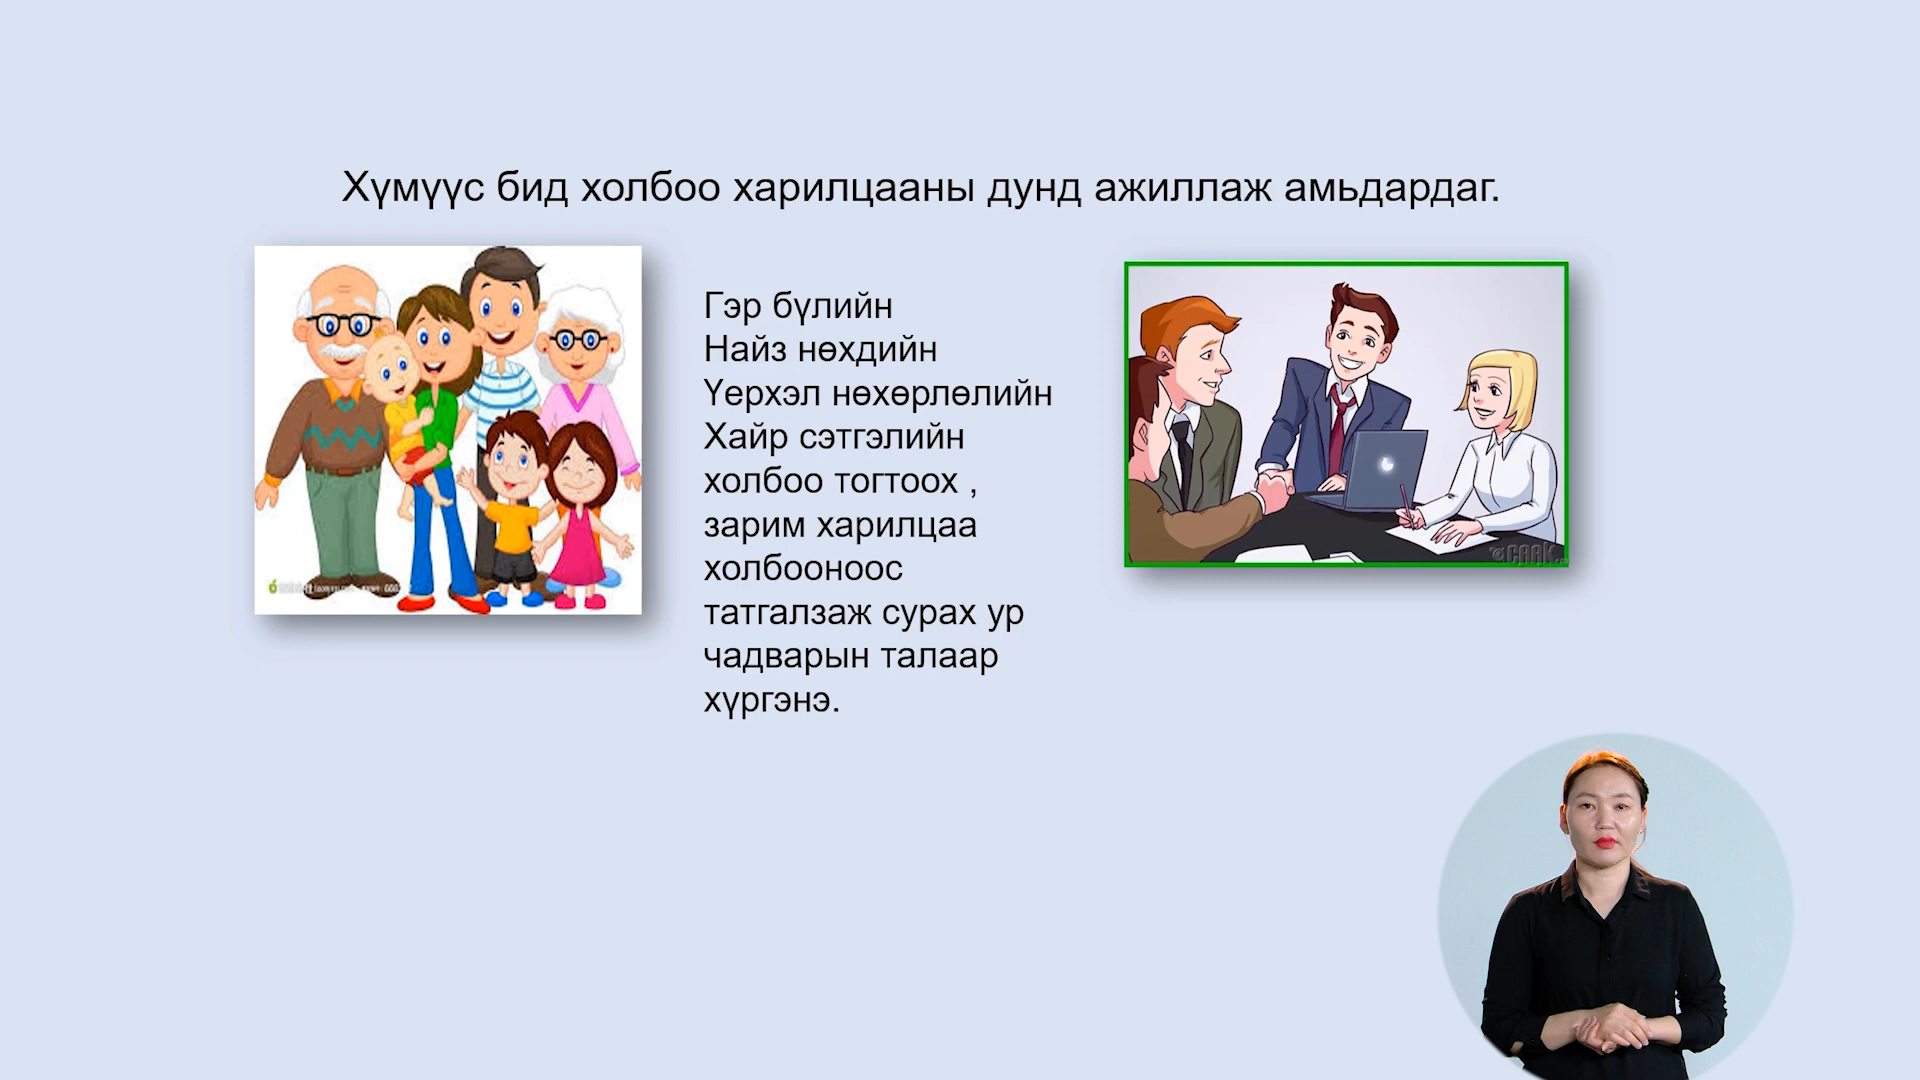 Хүмүүс бид холбоо харилцааны дунд ажиллаж амьдардаг.
Гэр бүлийн
Найз нөхдийн
Үерхэл нөхөрлөлийн
Хайр сэтгэлийн
холбоо тогтоох ,
зарим харилцаа
холбооноос
татгалзаж сурах ур
чадварын талаар
хүргэнэ.
©CAAK